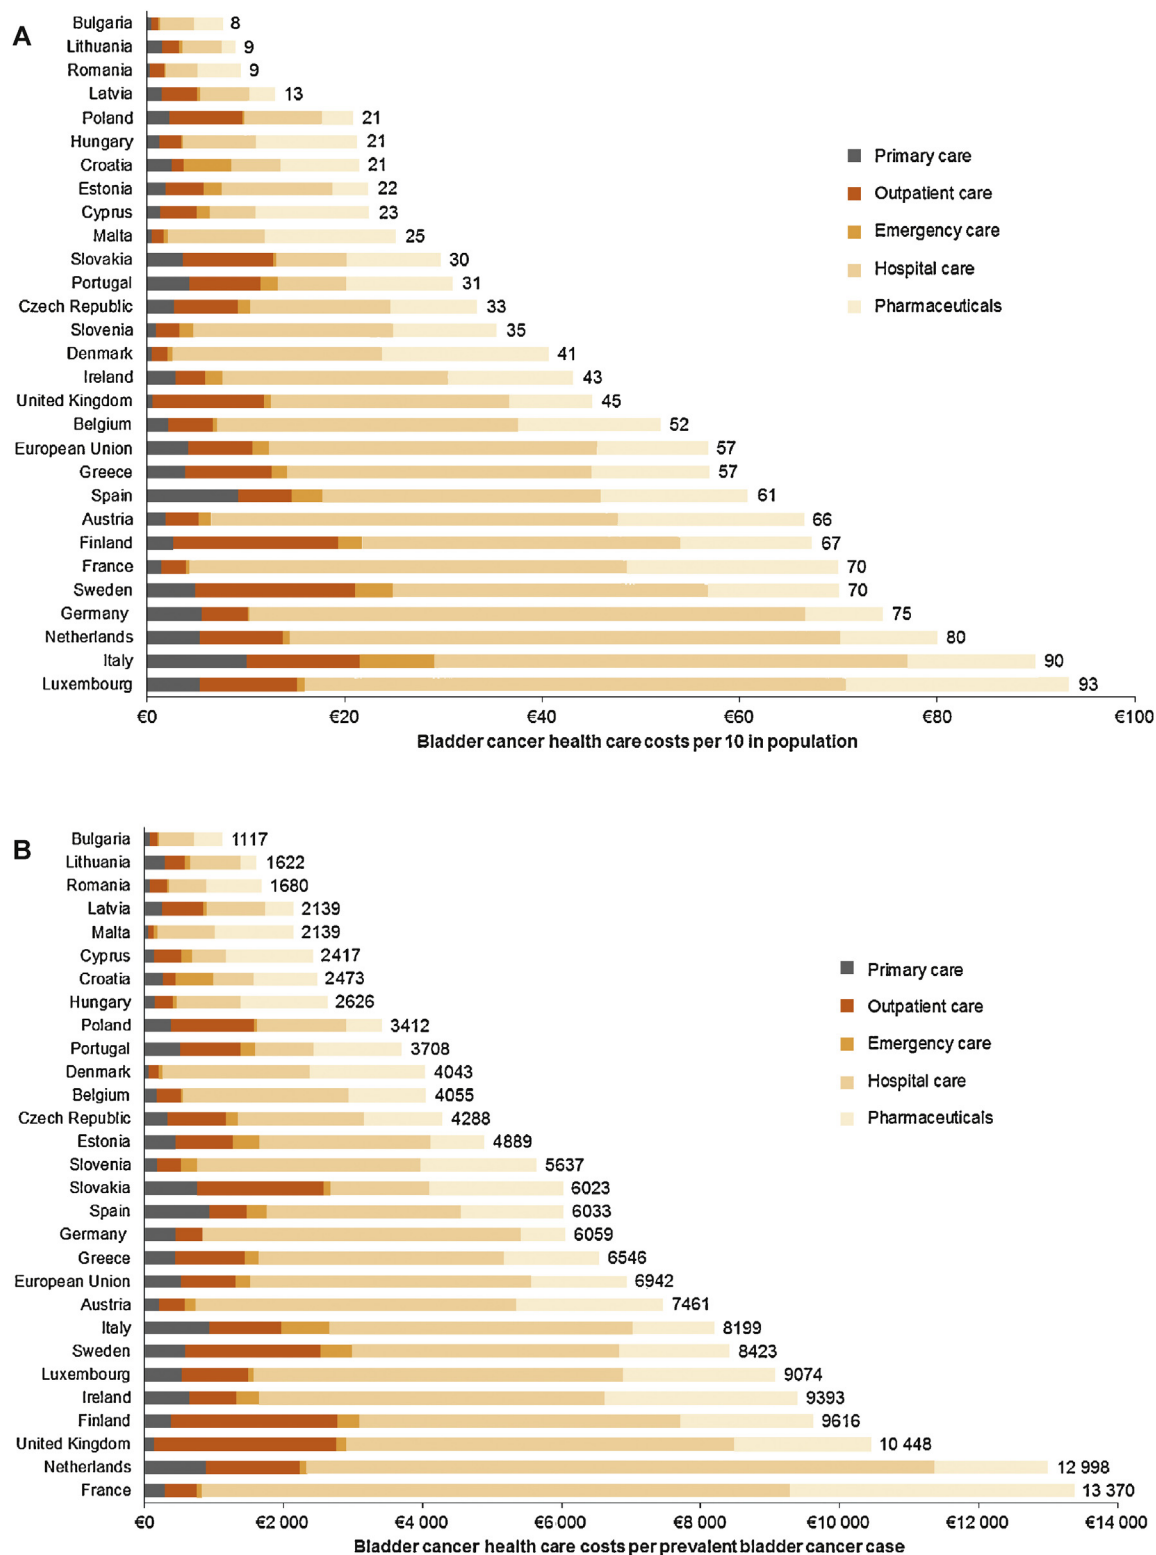 A
Bulgaria 8
Lithuania 9
Romania 9
Latvia 13
Poland 21
Hungary 21
Croatia 21
Estonia 22
Cyprus 23
Malta 25
Slovakia 30
Portugal 31
Czech Republic 33
Slovenia 35
Denmark 41
Ireland 43
United Kingdom 45
Belgium 52
European Union 57
Greece 57
Spain 61
Austria 66
Finland 67
France 70
Sweden 70
Germany 75
Netherlands 80
Italy 90
Luxembourg 93
Primary care
Outpatient care
Emergency care
Hospital care
Pharmaceuticals
€0 €20 €40 €60 €80 €100
Bladder cancer health care costs per 10 in population
B
Bulgaria 1117
Lithuania 1622
Romania 1680
Latvia 2139
Malta 2139
Cyprus 2417
Croatia 2473
Hungary 2626
Poland 3412
Portugal 3708
Denmark 4043
Belgium 4055
Czech Republic 4288
Estonia 4889
Slovenia 5637
Slovakia 6023
Spain 6033
Germany 6059
Greece 6546
European Union 6942
Austria 7461
Italy 8199
Sweden 8423
Luxembourg 9074
Ireland 9393
Finland 9616
United Kingdom 10 448
Netherlands 12 998
France 13 370
Primary care
Outpatient care
Emergency care
Hospital care
Pharmaceuticals
€0 €2 000 €4 000 €6 000 €8 000 €10 000 €12 000 €14 000
Bladder cancer health care costs per prevalent bladder cancer case